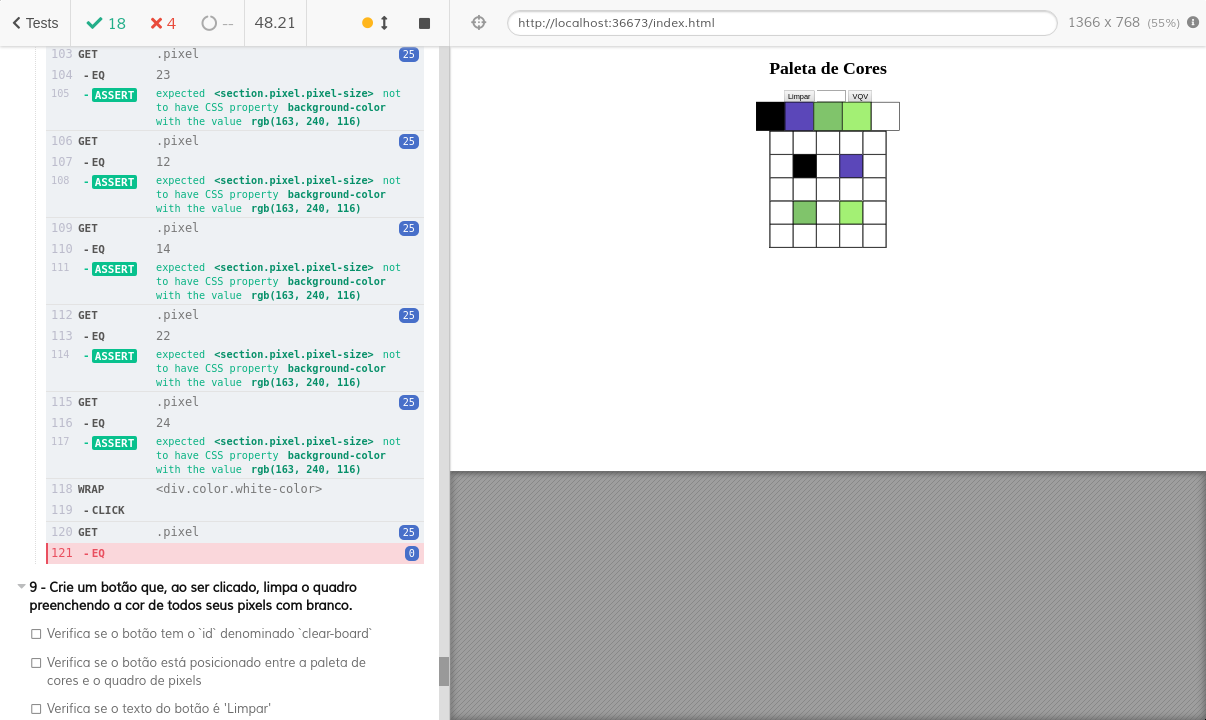 Tests 18 4 -- 48.21 http://localhost:36673/index.html 1366 x 768 (55%)
103 GET .pixel 25
104 - EQ 23
105 - ASSERT expected <section.pixel.pixel-size> not
to have CSS property background-color
with the value rgb(163, 240, 116)
106 GET .pixel 25
107 - EQ 12
108 - ASSERT expected <section.pixel.pixel-size> not
to have CSS property background-color
with the value rgb(163, 240, 116)
109 GET .pixel 25
110 - EQ 14
111 - ASSERT expected <section.pixel.pixel-size> not
to have CSS property background-color
with the value rgb(163, 240, 116)
112 GET .pixel 25
113 - EQ 22
114 - ASSERT expected <section.pixel.pixel-size> not
to have CSS property background-color
with the value rgb(163, 240, 116)
115 GET .pixel 25
116 - EQ 24
117 - ASSERT expected <section.pixel.pixel-size> not
to have CSS property background-color
with the value rgb(163, 240, 116)
118 WRAP <div.color.white-color>
119 - CLICK
120 GET .pixel 25
121 - EQ 0
9 - Crie um botão que, ao ser clicado, limpa o quadro
preenchendo a cor de todos seus pixels com branco.
Verifica se o botão tem o `id` denominado `clear-board`
Verifica se o botão está posicionado entre a paleta de
cores e o quadro de pixels
Verifica se o texto do botão é 'Limpar'
Paleta de Cores
Limpar VQV